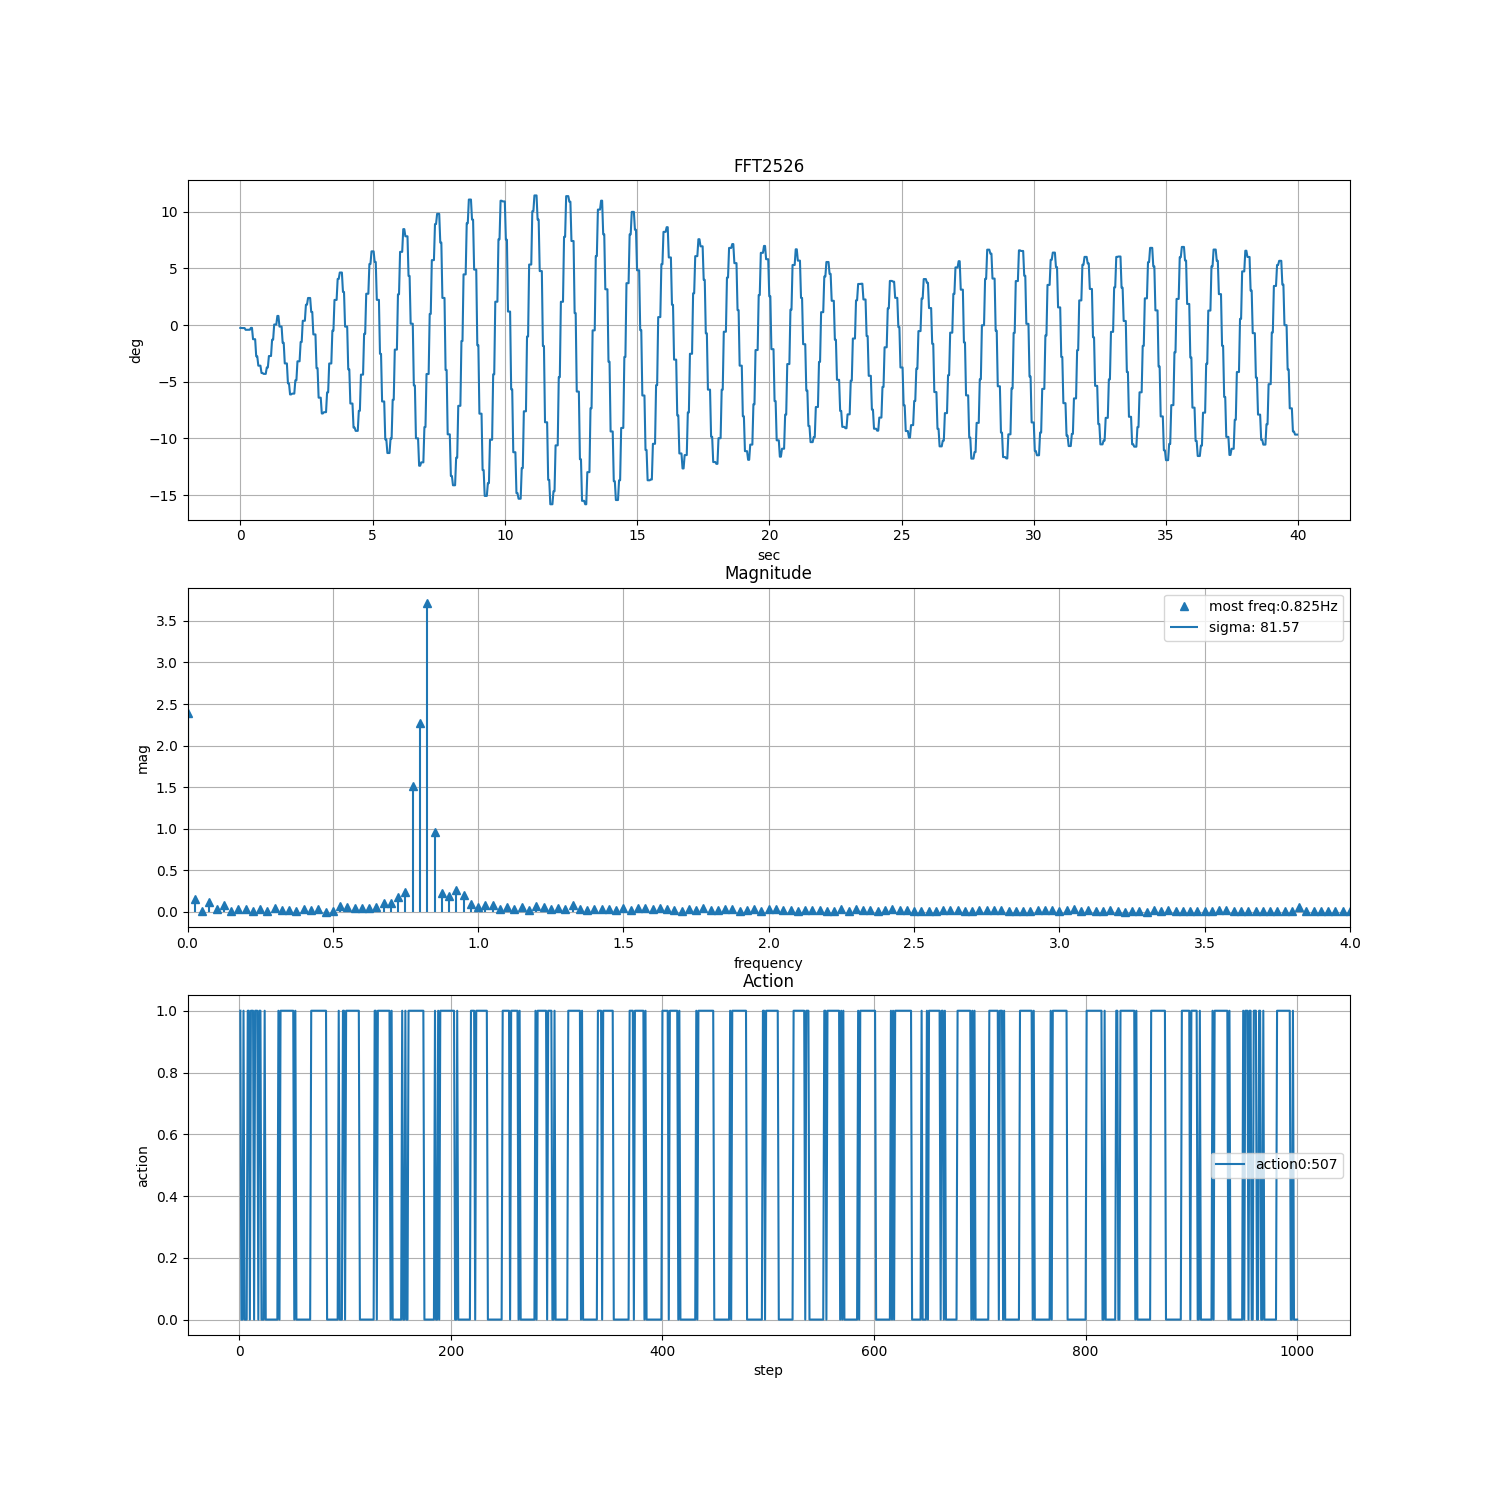 FFT2526
10
5
0
−5
−10
−15
deg
0 5 10 15 20 25 30 35 40
sec
Magnitude
most freq:0.825Hz
sigma: 81.57
3.5
3.0
2.5
2.0
1.5
1.0
0.5
0.0
mag
0.0 0.5 1.0 1.5 2.0 2.5 3.0 3.5 4.0
frequency
Action
1.0
0.8
0.6
0.4
0.2
0.0
action
action0:507
0 200 400 600 800 1000
step